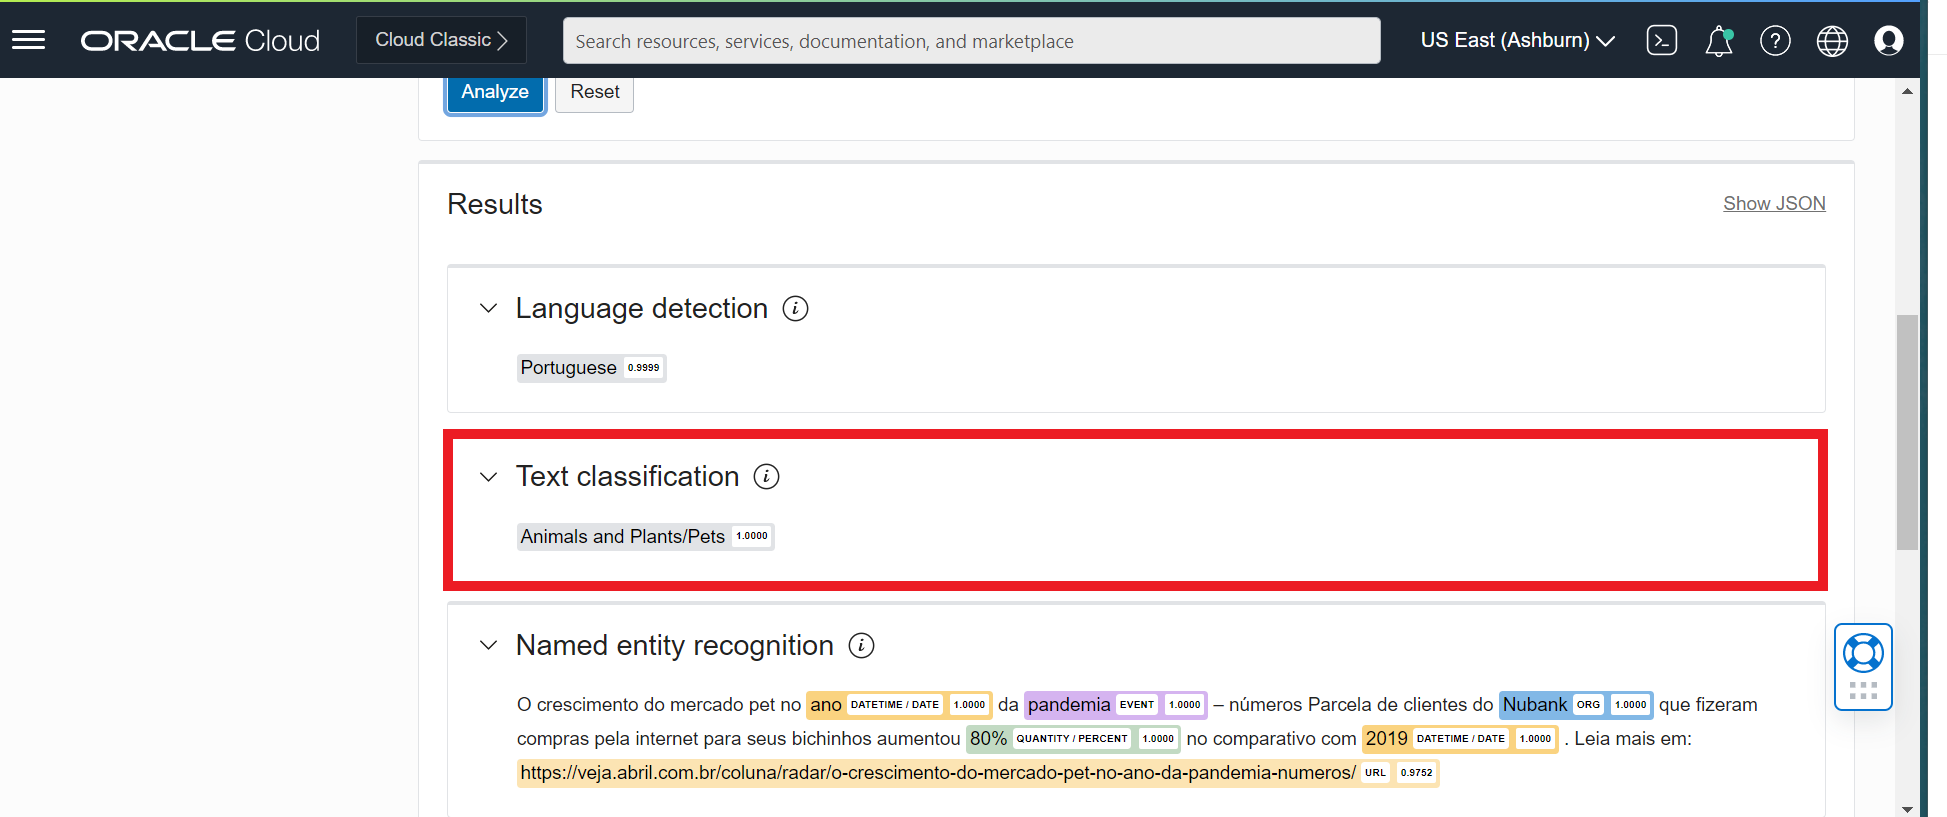 ORACLE Cloud
Cloud Classic
Search resources, services, documentation, and marketplace
US East (Ashburn)
Analyze
Reset
Results
Show JSON
Language detection
Portuguese 0.9999
Text classification
Animals and Plants/Pets 1.0000
Named entity recognition
O crescimento do mercado pet no ano DATETIME / DATE 1.0000 da pandemia EVENT 1.0000 – números Parcela de clientes do Nubank ORG 1.0000 que fizeram
compras pela internet para seus bichinhos aumentou 80% QUANTITY / PERCENT 1.0000 no comparativo com 2019 DATETIME / DATE 1.0000 . Leia mais em:
https://veja.abril.com.br/coluna/radar/o-crescimento-do-mercado-pet-no-ano-da-pandemia-numeros/ URL 0.9752